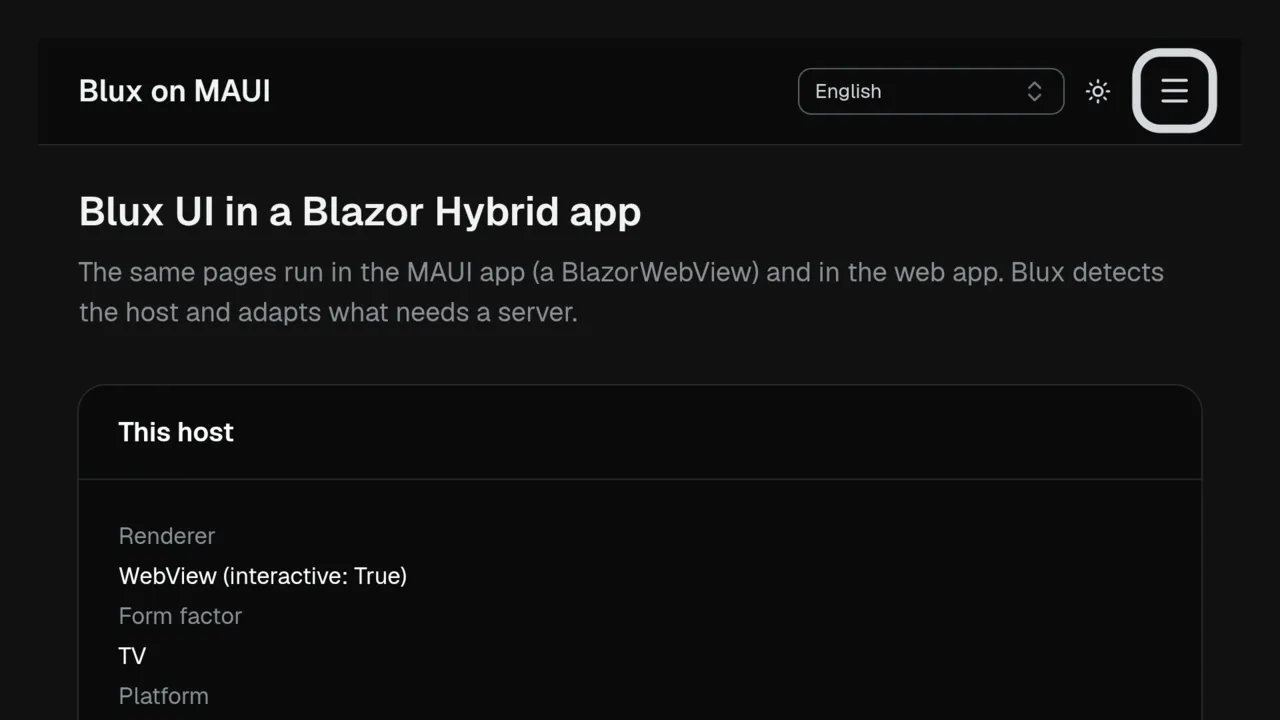 Blux on MAUI
English
Blux UI in a Blazor Hybrid app
The same pages run in the MAUI app (a BlazorWebView) and in the web app. Blux detects
the host and adapts what needs a server.
This host
Renderer
WebView (interactive: True)
Form factor
TV
Platform